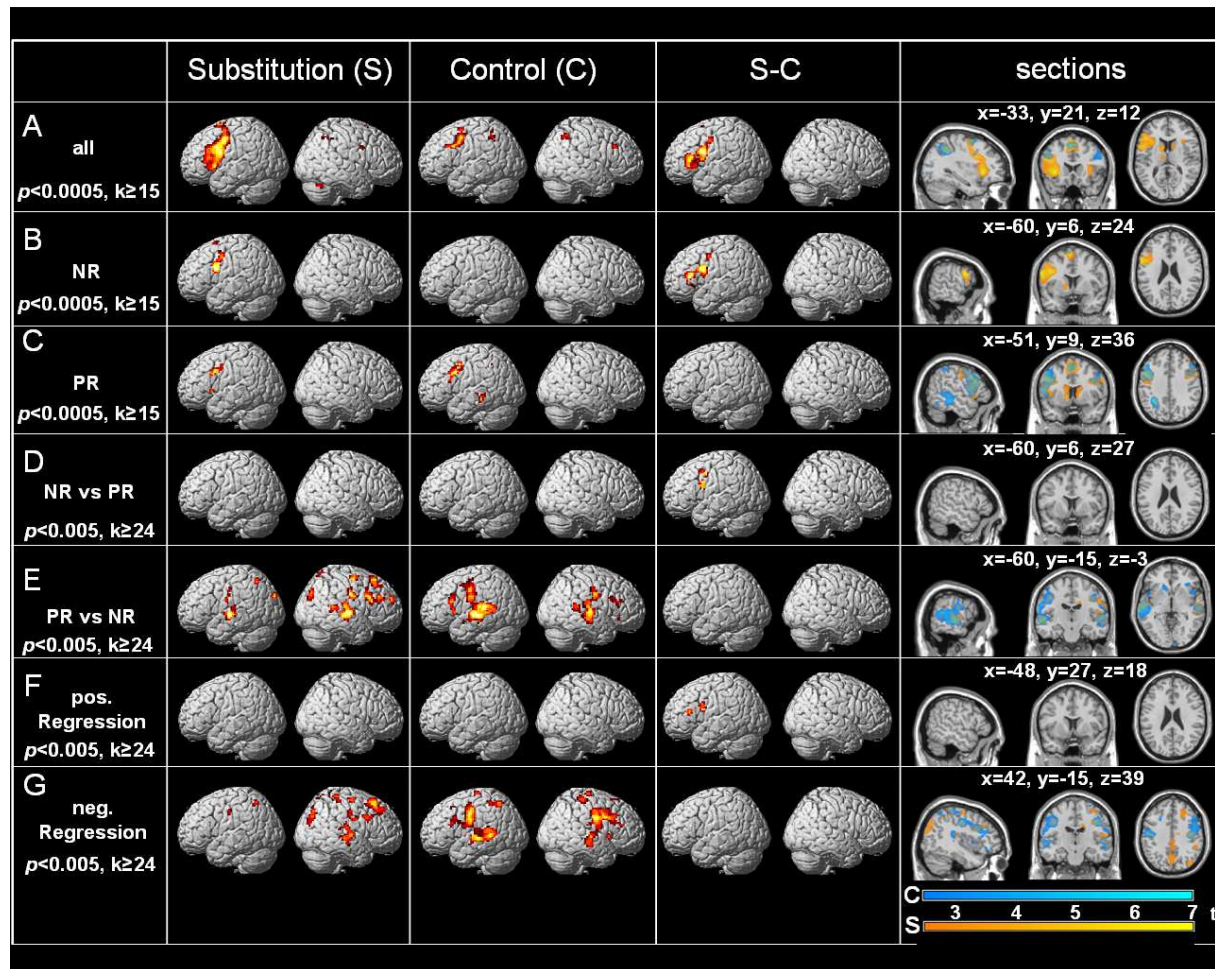 Substitution (S) Control (C) S-C sections
A
all
p<0.0005, k≥15
x=-33, y=21, z=12
B
NR
p<0.0005, k≥15
x=-60, y=6, z=24
C
PR
p<0.0005, k≥15
x=-51, y=9, z=36
D
NR vs PR
p<0.005, k≥24
x=-60, y=6, z=27
E
PR vs NR
p<0.005, k≥24
x=-60, y=-15, z=-3
F
pos.
Regression
p<0.005, k≥24
x=-48, y=27, z=18
G
neg.
Regression
p<0.005, k≥24
x=42, y=-15, z=39
C
3 4 5 6 7 t
S